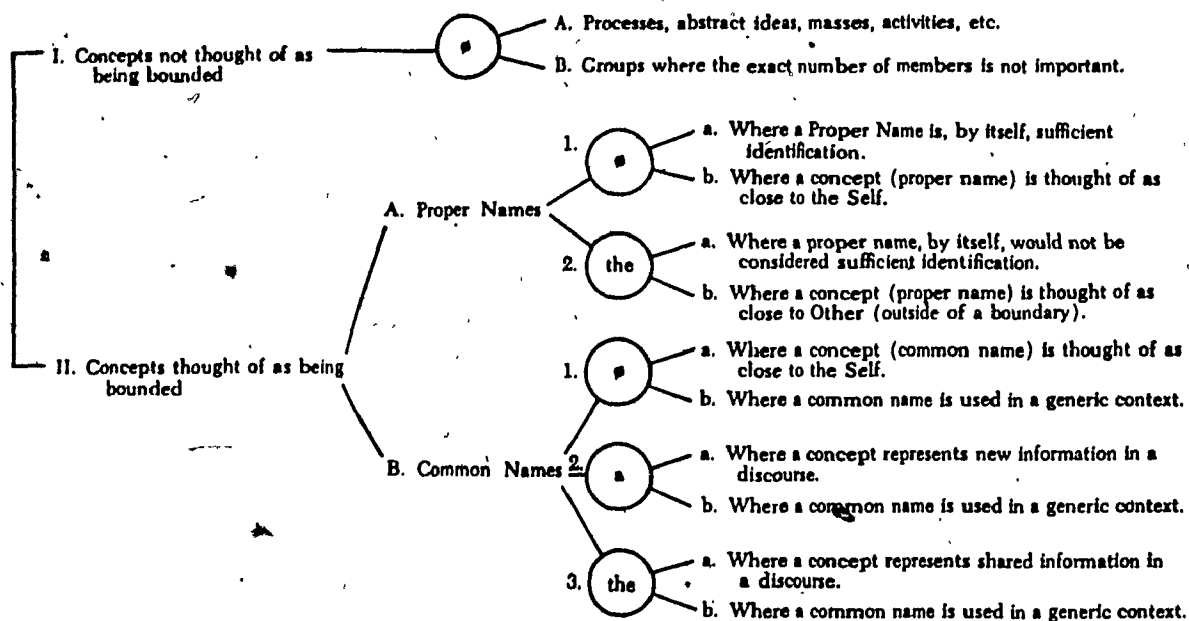 A. Processes, abstract ideas, masses, activities, etc.
I. Concepts not thought of as
being bounded
B. Groups where the exact number of members is not important.
1.
a. Where a Proper Name is, by itself, sufficient
identification.
b. Where a concept (proper name) is thought of as
close to the Self.
A. Proper Names
2. the
a. Where a proper name, by itself, would not be
considered sufficient identification.
b. Where a concept (proper name) is thought of as
close to Other (outside of a boundary).
II. Concepts thought of as being
bounded
1.
a. Where a concept (common name) is thought of as
close to the Self.
b. Where a common name is used in a generic context.
B. Common Names
2. a
a. Where a concept represents new information in a
discourse.
b. Where a common name is used in a generic context.
3. the
a. Where a concept represents shared information in
a discourse.
b. Where a common name is used in a generic context.